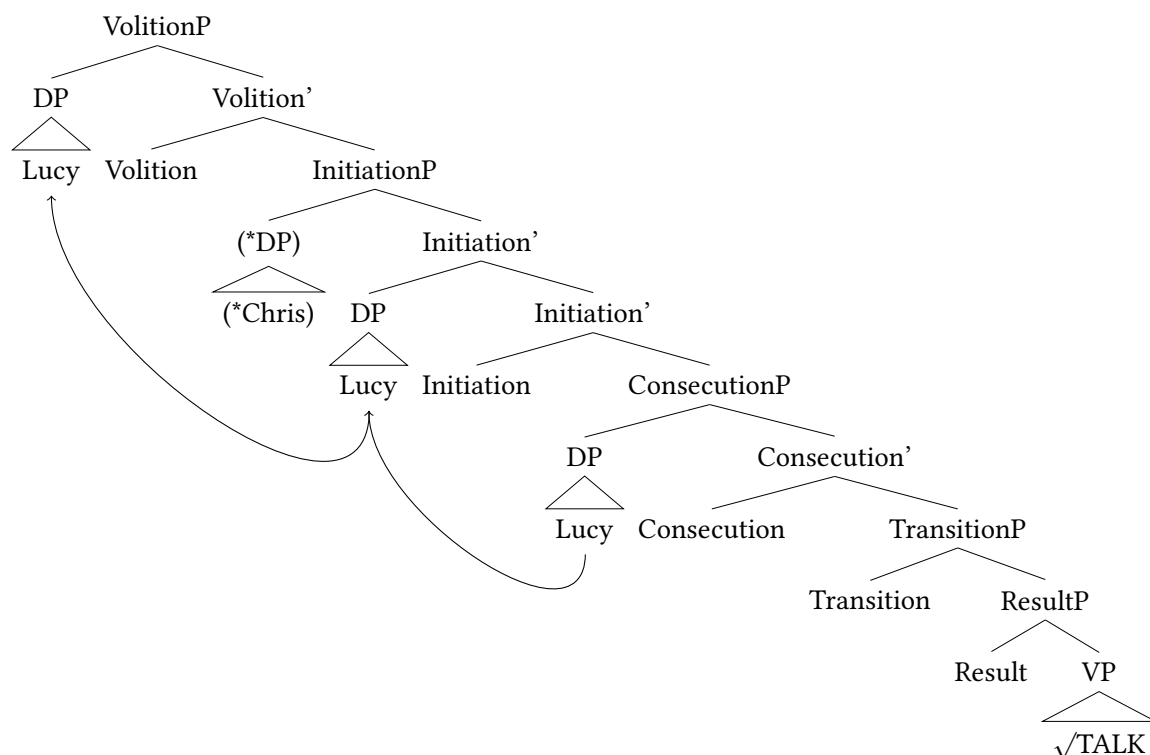 VolitionP
DP Volition’
Lucy Volition InitiationP
(*DP) Initiation’
(*Chris) DP Initiation’
Lucy Initiation ConsecutionP
DP Consecution’
Lucy Consecution TransitionP
Transition ResultP
Result VP
√TALK